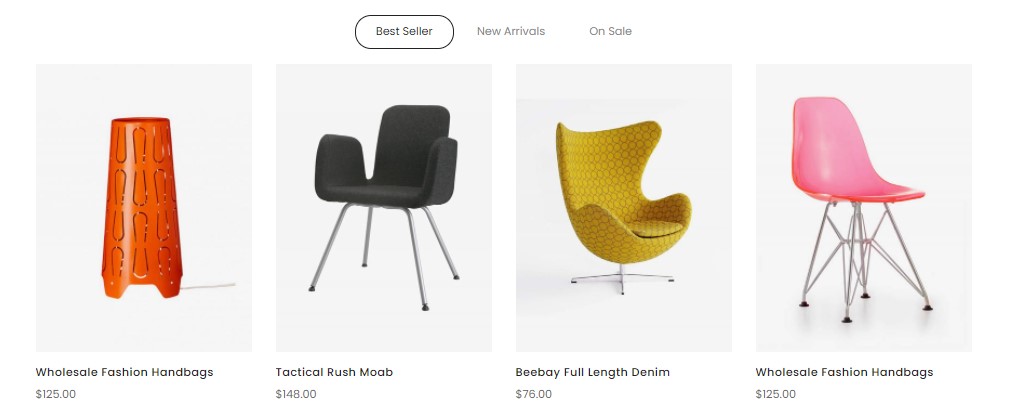 Best Seller New Arrivals On Sale
Wholesale Fashion Handbags
$125.00
Tactical Rush Moab
$148.00
Beebay Full Length Denim
$76.00
Wholesale Fashion Handbags
$125.00